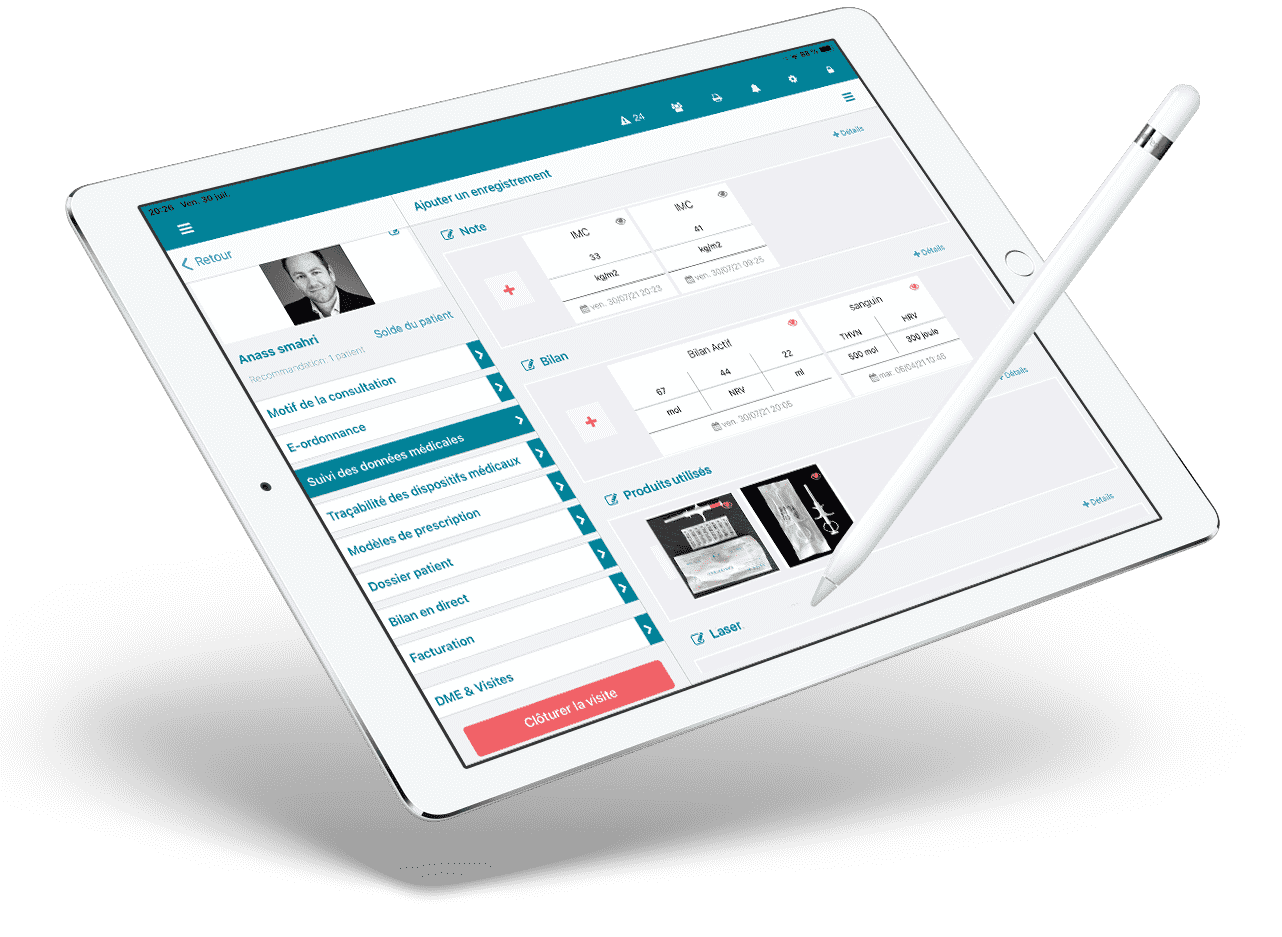 20:26 Ven. 30 juil.
88 %
24
Retour
Ajouter un enregistrement
Anass smahri
Solde du patient
Recommandation: 1 patient
Motif de la consultation
E-ordonnance
Suivi des données médicales
Traçabilité des dispositifs médicaux
Modèles de prescription
Dossier patient
Bilan en direct
Facturation
DME & Visites
Clôturer la visite
Note
Détails
IMC
33
kg/m2
ven. 30/07/21 20:23
IMC
41
kg/m2
ven. 30/07/21 09:25
Bilan
Détails
Bilan Actif
67 44 22
mol NRV ml
ven. 30/07/21 20:05
sanguin
THVN HRV
500 mol 300 joule
mar. 06/04/21 13:46
Produits utilisés
Détails
Laser
Détails